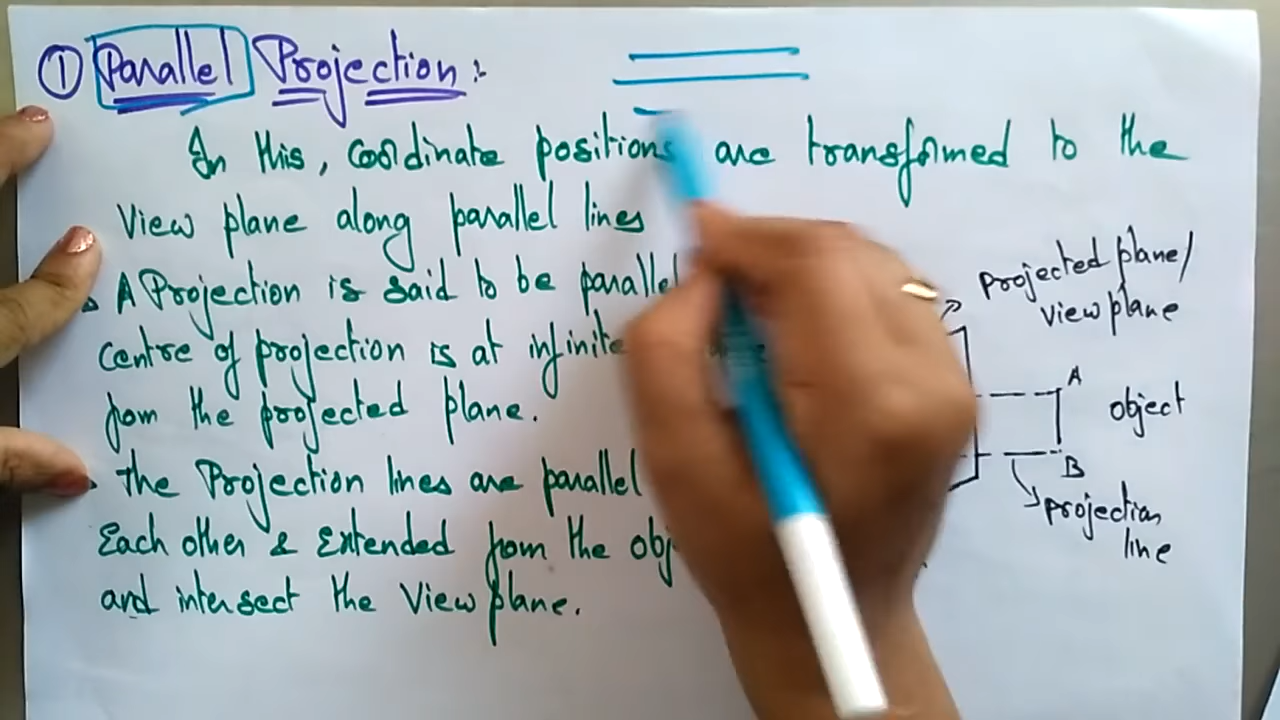 ① Parallel Projection :-
In this, coordinate positions are transformed to the
View plane along parallel lines
A Projection is said to be parallel
Centre of projection is at infinite
from the projected plane.
The Projection lines are parallel
Each other & Extended from the obj
and intersect the View plane.
projected plane/
view plane
A
object
B
projection
line